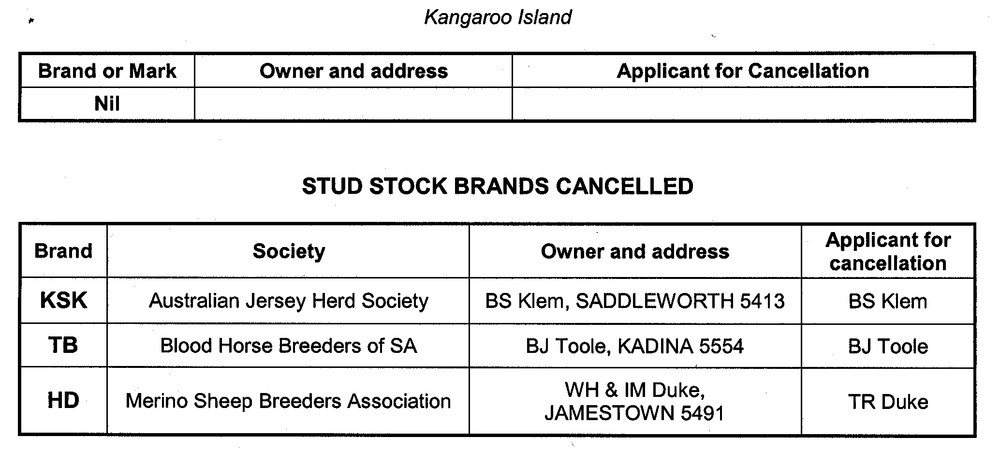 Kangaroo Island
Brand or Mark Owner and address Applicant for Cancellation
Nil
STUD STOCK BRANDS CANCELLED
Brand Society Owner and address Applicant for cancellation
KSK Australian Jersey Herd Society BS Klem, SADDLEWORTH 5413 BS Klem
TB Blood Horse Breeders of SA BJ Toole, KADINA 5554 BJ Toole
HD Merino Sheep Breeders Association WH & IM Duke, JAMESTOWN 5491 TR Duke